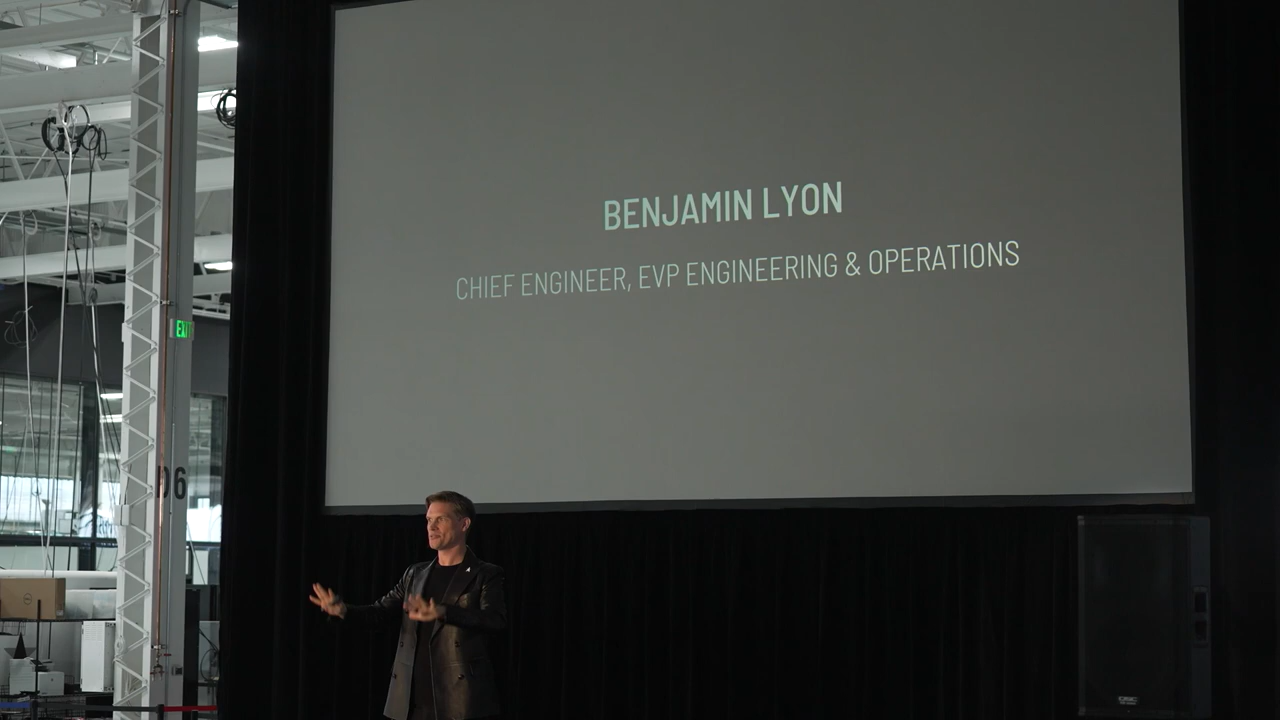 BENJAMIN LYON
CHIEF ENGINEER, EVP ENGINEERING & OPERATIONS
EXIT
D6